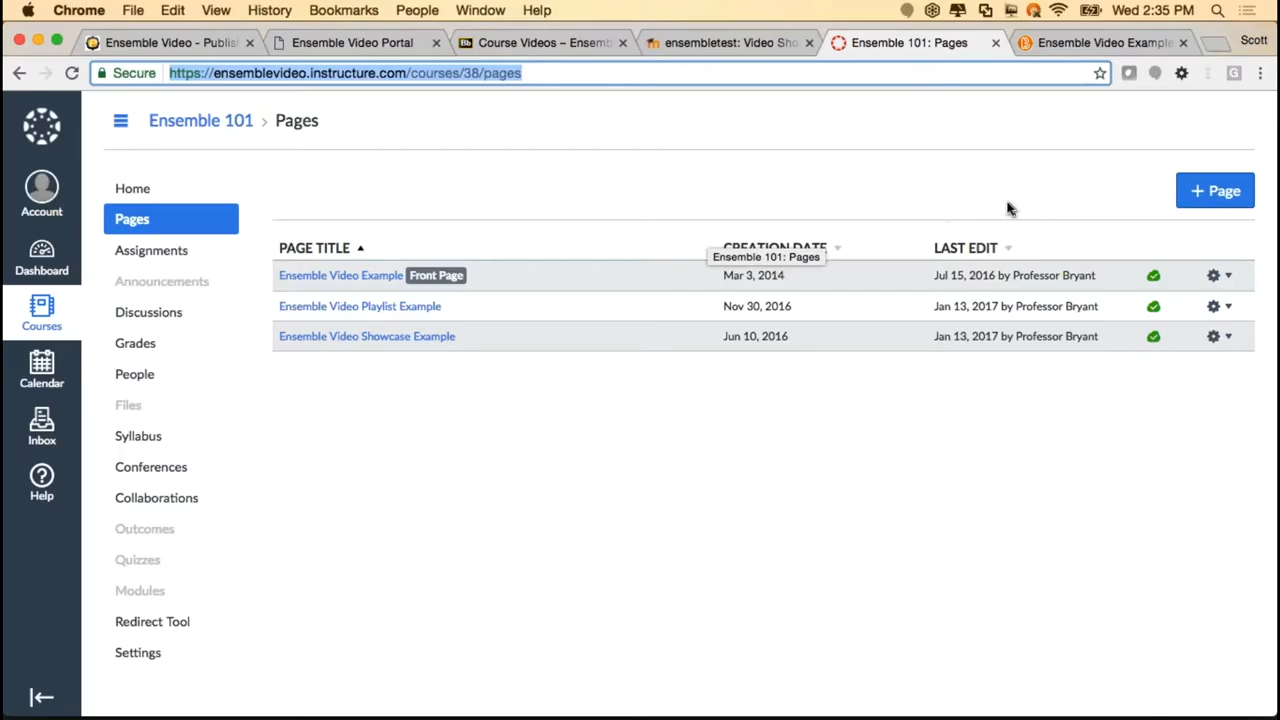 Chrome File Edit View History Bookmarks People Window Help Wed 2:35 PM
Ensemble Video - Publis Ensemble Video Portal Bb Course Videos – Ensemb ensembletest: Video Sho Ensemble 101: Pages Ensemble Video Example Scott
Secure https://ensemblevideo.instructure.com/courses/38/pages
Ensemble 101 > Pages
Account
Dashboard
Courses
Calendar
Inbox
Help
Home
Pages
Assignments
Announcements
Discussions
Grades
People
Files
Syllabus
Conferences
Collaborations
Outcomes
Quizzes
Modules
Redirect Tool
Settings
+ Page
PAGE TITLE CREATION DATE LAST EDIT
Ensemble 101: Pages
Ensemble Video Example Front Page Mar 3, 2014 Jul 15, 2016 by Professor Bryant
Ensemble Video Playlist Example Nov 30, 2016 Jan 13, 2017 by Professor Bryant
Ensemble Video Showcase Example Jun 10, 2016 Jan 13, 2017 by Professor Bryant